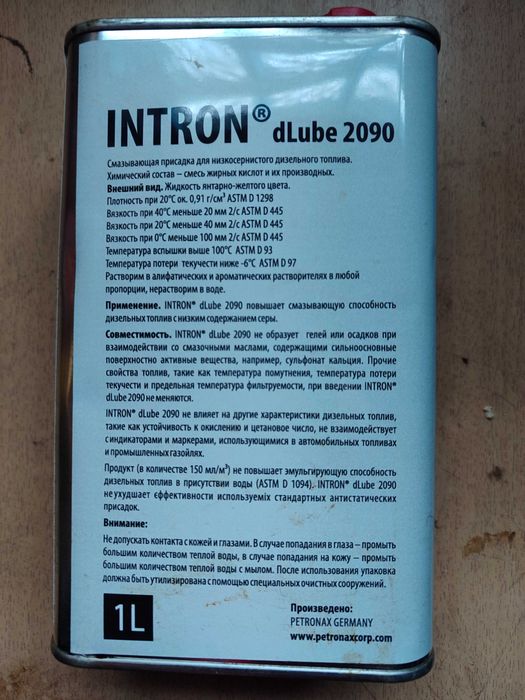 INTRON® dLube 2090
Смазывающая присадка для низкосернистого дизельного топлива.
Химический состав – смесь жирных кислот и их производных.
Внешний вид. Жидкость янтарно-желтого цвета.
Плотность при 20°С ок. 0,91 г/см³ ASTM D 1298
Вязкость при 40°С меньше 20 мм 2/с ASTM D 445
Вязкость при 20°С меньше 40 мм 2/с ASTM D 445
Вязкость при 0°С меньше 100 мм 2/с ASTM D 445
Температура вспышки выше 100°С ASTM D 93
Температура потери текучести ниже -6°С ASTM D 97
Растворим в алифатических и ароматических растворителях в любой
пропорции, нерастворим в воде.
Применение. INTRON® dLube 2090 повышает смазывающую способность
дизельных топлив с низким содержанием серы.
Совместимость. INTRON® dLube 2090 не образует гелей или осадков при
взаимодействии со смазочными маслами, содержащими сильноосновные
поверхностно активные вещества, например, сульфонат кальция. Прочие
свойства топлив, такие как температура помутнения, температура потери
текучести и предельная температура фильтруемости, при введении INTRON®
dLube 2090 не меняются.
INTRON® dLube 2090 не влияет на другие характеристики дизельных топлив,
такие как устойчивость к окислению и цетановое число, не взаимодействует
с индикаторами и маркерами, использующимися в автомобильных топливах
и промышленных газойлях.
Продукт (в количестве 150 мл/м³) не повышает эмульгирующую способность
дизельных топлив в присутствии воды (ASTM D 1094). INTRON® dLube 2090
не ухудшает еффективности используеміх стандартных антистатических
присадок.
Внимание:
Не допускать контакта с кожей и глазами. В случае попадания в глаза – промыть
большим количеством теплой воды, в случае попадания на кожу – промыть
большим количеством теплой воды с мылом. После использования упаковка
должна быть утилизирована с помощью специальных очистных сооружений.
1L
Произведено:
PETRONAX GERMANY
www.petronaxcorp.com